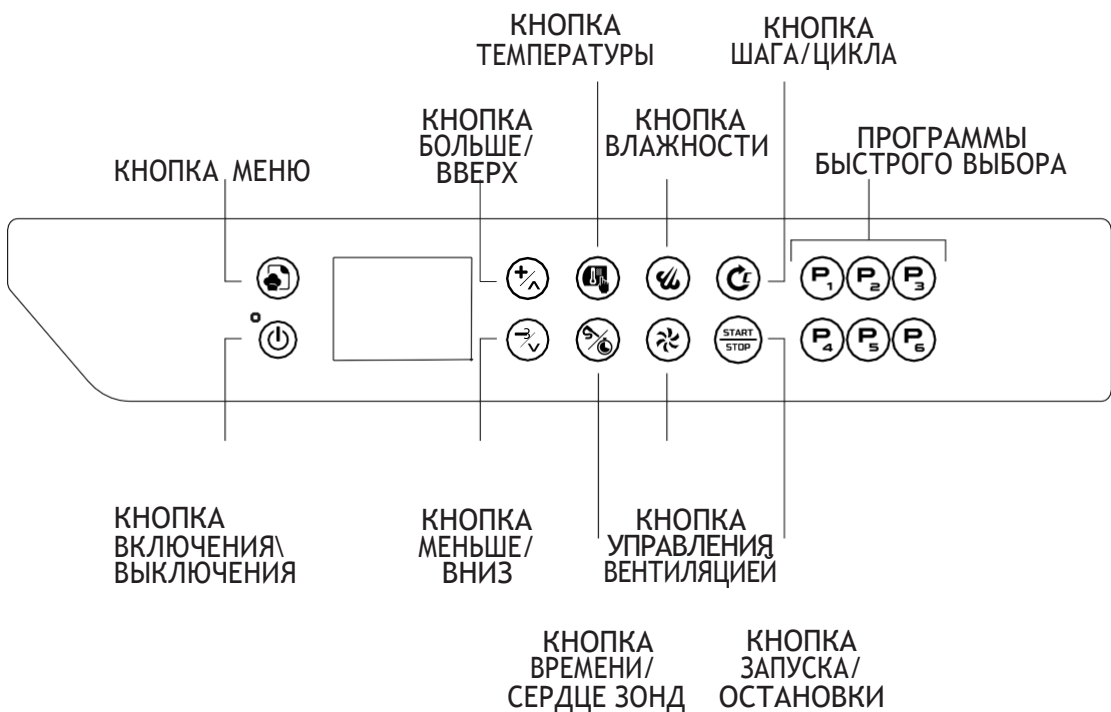 КНОПКА
ТЕМПЕРАТУРЫ
КНОПКА
ШАГА/ЦИКЛА
КНОПКА
БОЛЬШЕ/
ВВЕРХ
КНОПКА
ВЛАЖНОСТИ
ПРОГРАММЫ
БЫСТРОГО ВЫБОРА
КНОПКА МЕНЮ
P1 P2 P3
START
STOP
P4 P5 P6
КНОПКА
ВКЛЮЧЕНИЯ\
ВЫКЛЮЧЕНИЯ
КНОПКА
МЕНЬШЕ/
ВНИЗ
КНОПКА
УПРАВЛЕНИЯ
ВЕНТИЛЯЦИЕЙ
КНОПКА
ВРЕМЕНИ/
СЕРДЦЕ ЗОНД
КНОПКА
ЗАПУСКА/
ОСТАНОВКИ